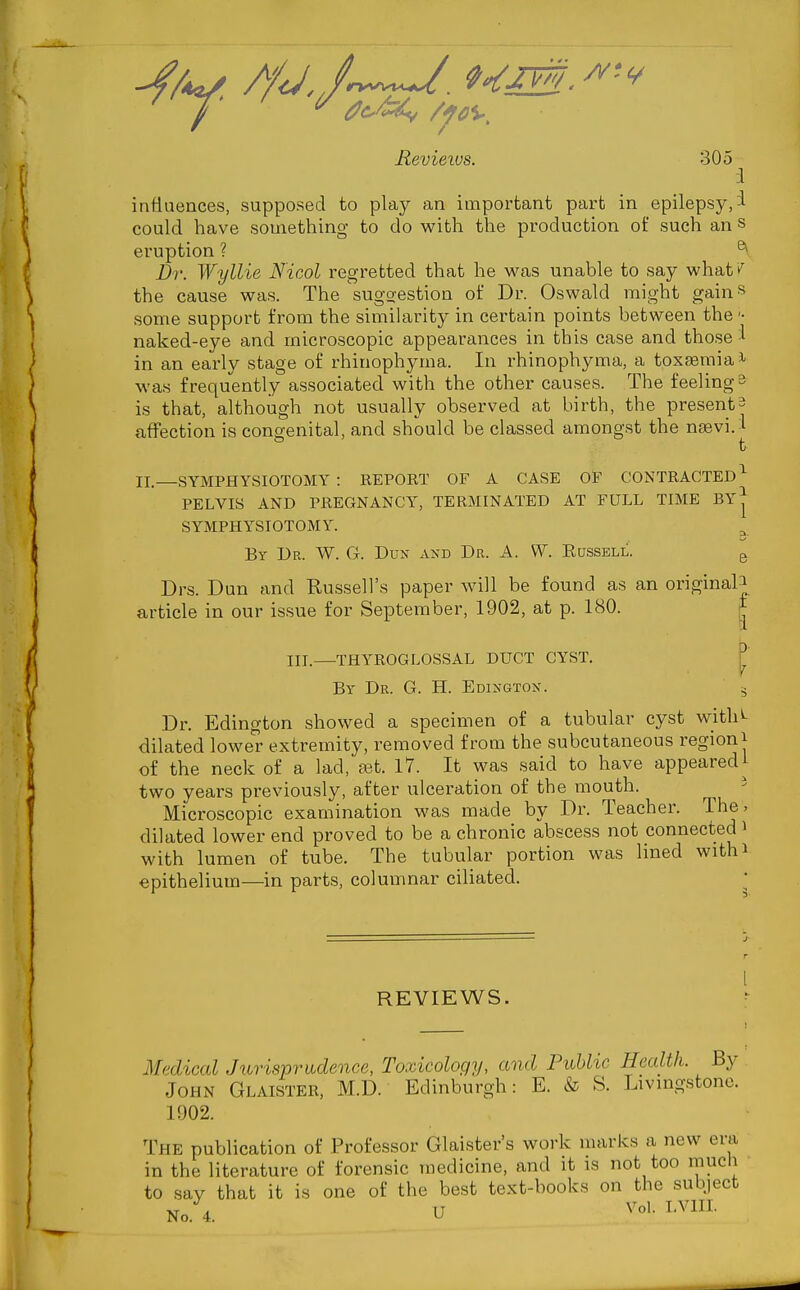 Glas. Md. J. Vol. LVIII. Nº 4
Oct. 1902.
Reviews. 305
influences, supposed to play an important part in epilepsy,
could have something to do with the production of such an
eruption ?
Dr. Wyllie Nicol regretted that he was unable to say what
the cause was. The suggestion of Dr. Oswald might gain
some support from the similarity in certain points between the
naked-eye and microscopic appearances in this case and those
in an early stage of rhinophyma. In rhinophyma, a toxæmia
was frequently associated with the other causes. The feeling
is that, although not usually observed at birth, the present
affection is congenital, and should be classed amongst the nævi.
II.—SYMPHYSIOTOMY : REPORT OF A CASE OF CONTRACTED
PELVIS AND PREGNANCY, TERMINATED AT FULL TIME BY
SYMPHYSIOTOMY.
By Dr. W. G. Dun and Dr. A. W. Russell.
Drs. Dun and Russell's paper will be found as an original
article in our issue for September, 1902, at p. 180.
III.—THYROGLOSSAL DUCT CYST.
By Dr. G. H. Edington.
Dr. Edington showed a specimen of a tubular cyst with
dilated lower extremity, removed from the subcutaneous region
of the neck of a lad, æt. 17. It was said to have appeared
two years previously, after ulceration of the mouth.
Microscopic examination was made by Dr. Teacher. The
dilated lower end proved to be a chronic abscess not connected
with lumen of tube. The tubular portion was lined with
epithelium—in parts, columnar ciliated.
REVIEWS.
Medical Jurisprudence, Toxicology, and Public Health. By
John Glaister, M.D. Edinburgh: E. & S. Livingstone.
1902.
The publication of Professor Glaister's work marks a new era
in the literature of forensic medicine, and it is not too much
to say that it is one of the best text-books on the subject
No. 4. U Vol. LVIII.